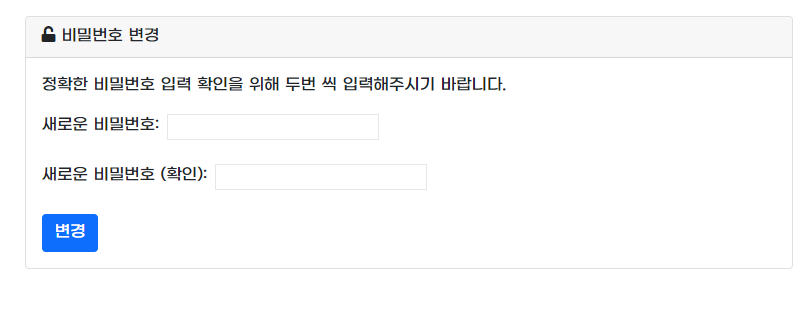 비밀번호 변경
정확한 비밀번호 입력 확인을 위해 두번 씩 입력해주시기 바랍니다.
새로운 비밀번호:
새로운 비밀번호 (확인):
변경